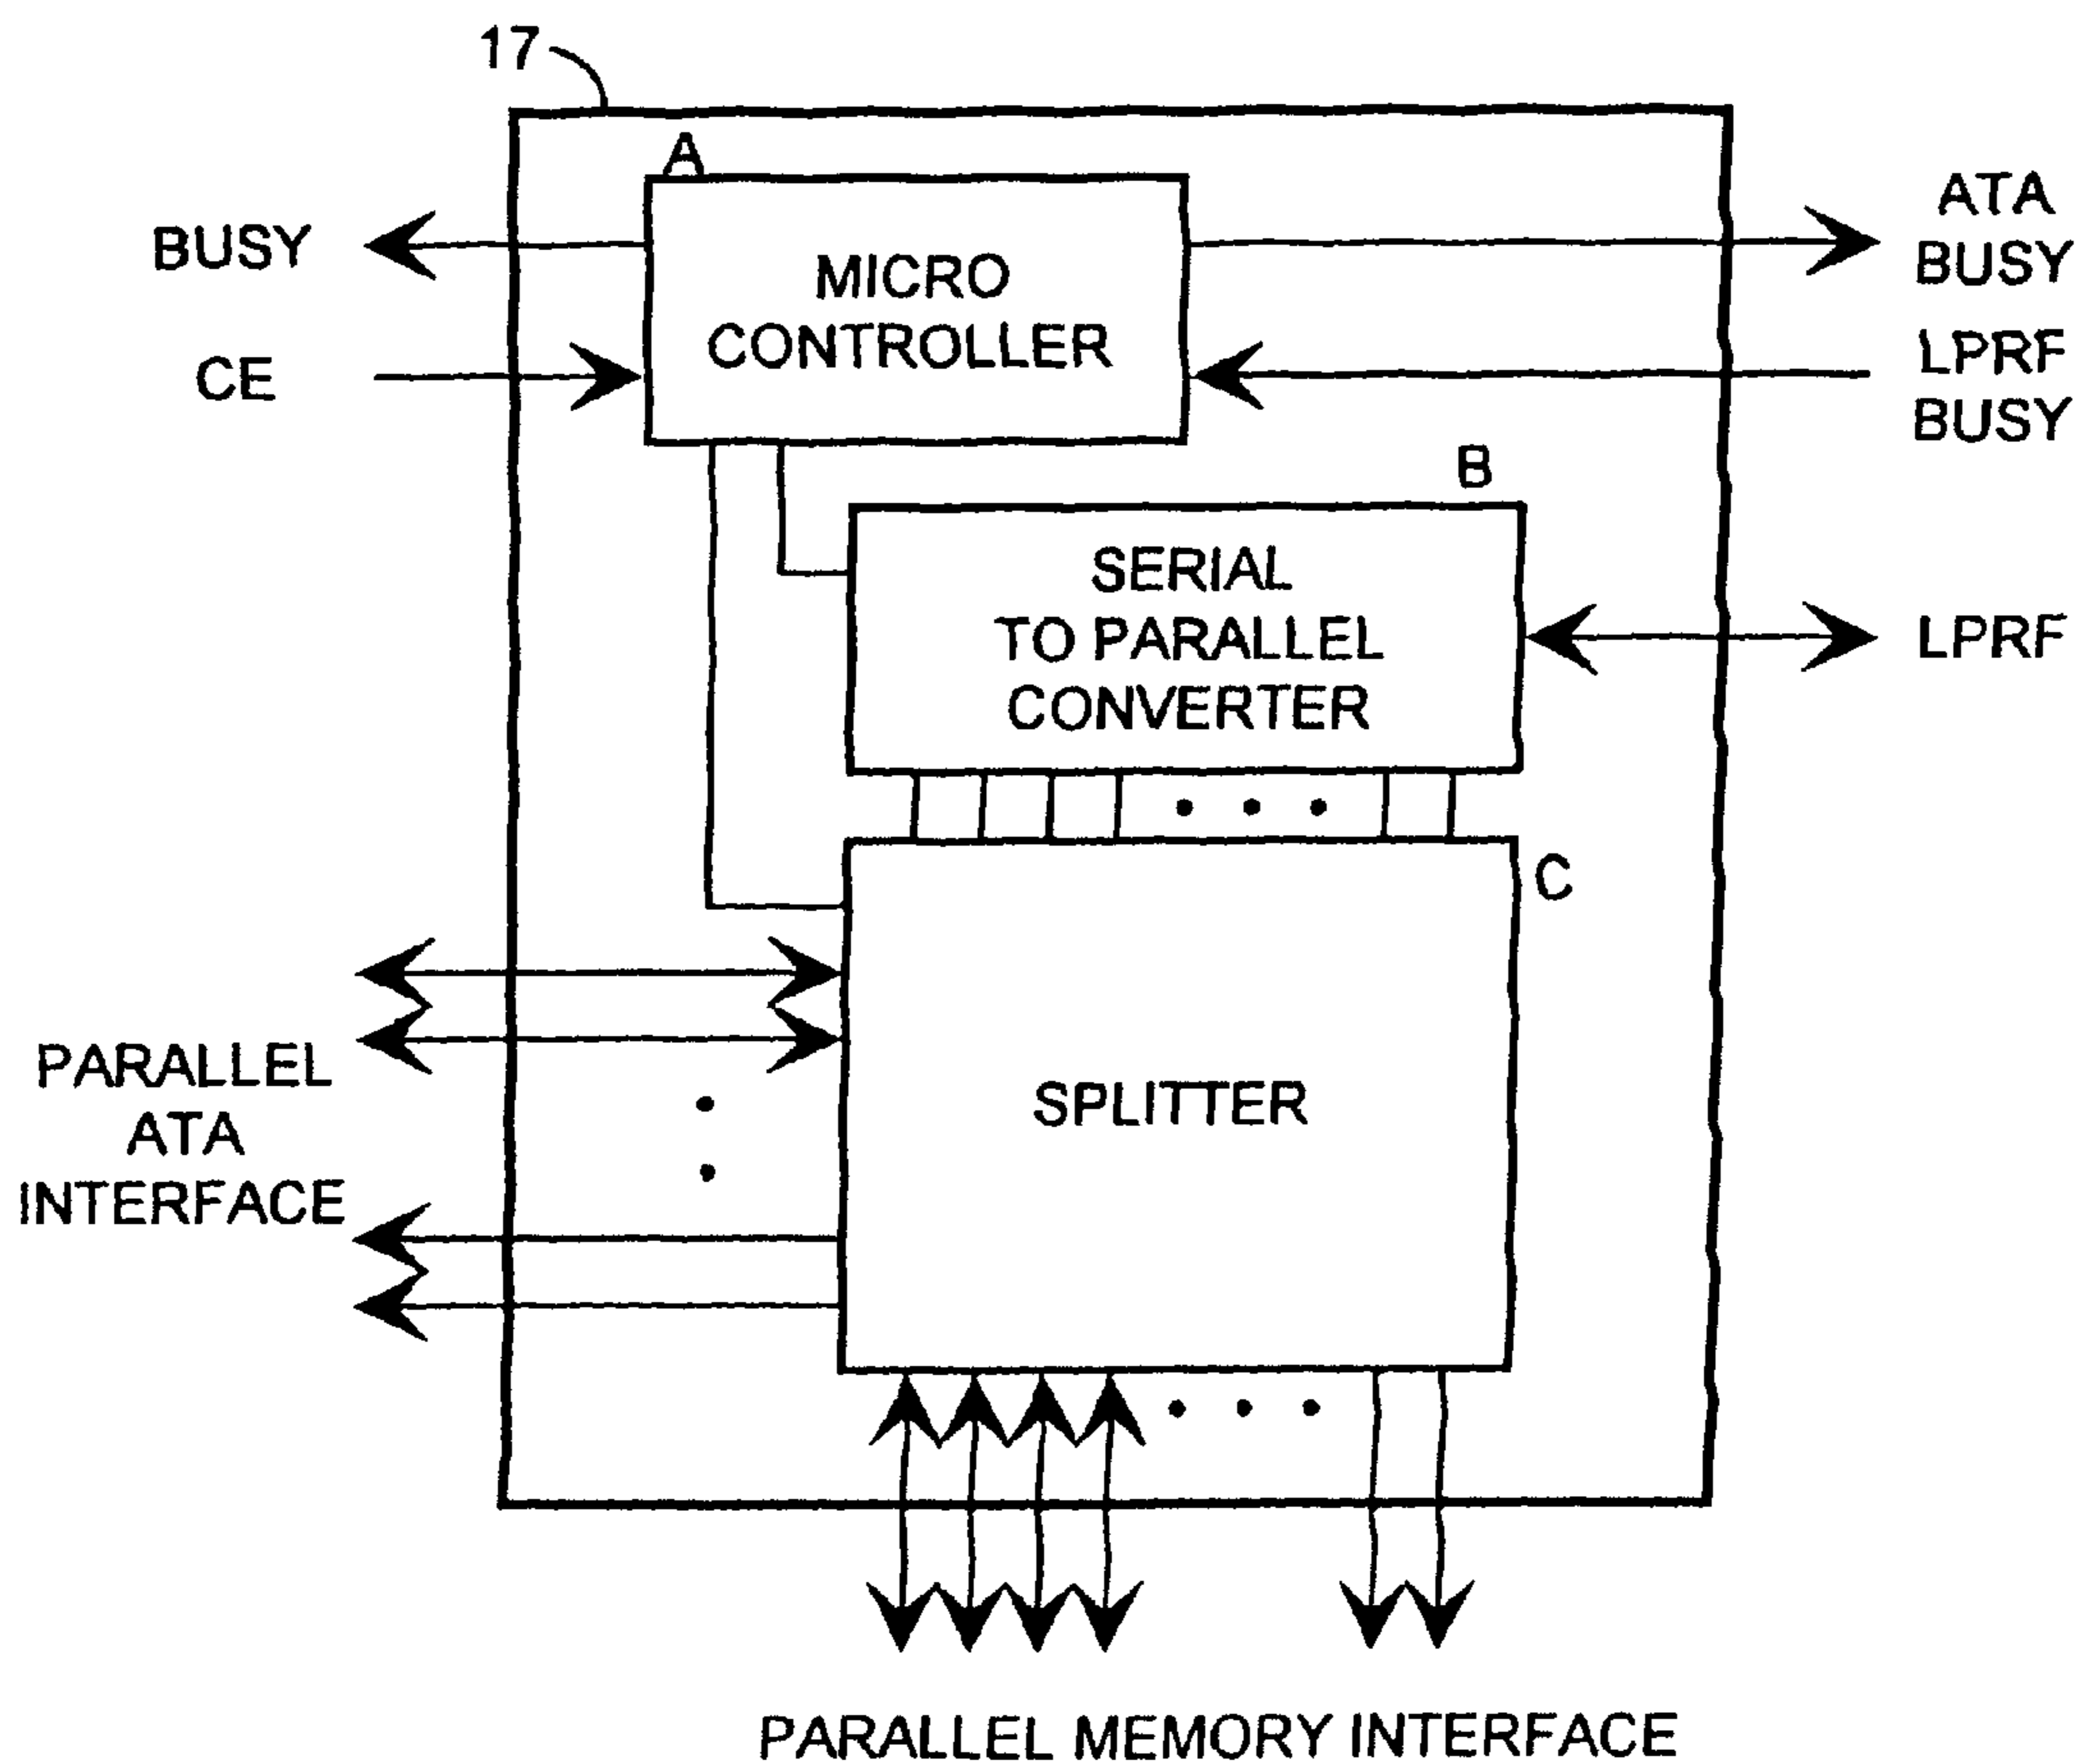 17
A
BUSY
CE
MICRO
CONTROLLER
ATA
BUSY
LPRF
BUSY
B
SERIAL
TO PARALLEL
CONVERTER
LPRF
C
SPLITTER
PARALLEL
ATA
INTERFACE
PARALLEL MEMORY INTERFACE